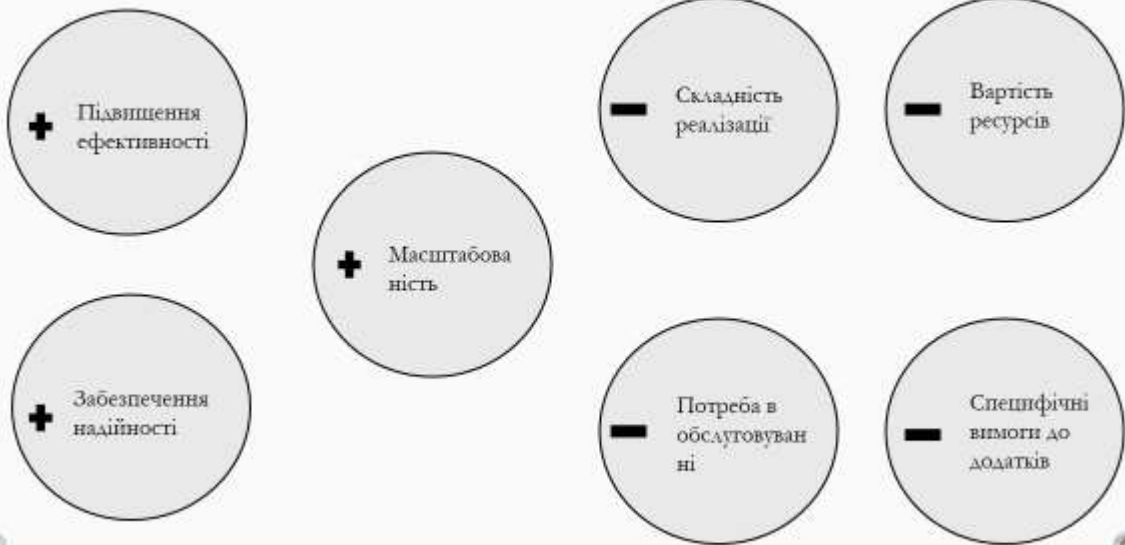 Підвищення
ефективності
Забезпечення
надійності
Масштабова
ність
Складність
реалізації
Вартість
ресурсів
Потреба в
обслуговуван
ні
Специфічні
вимоги до
додатків